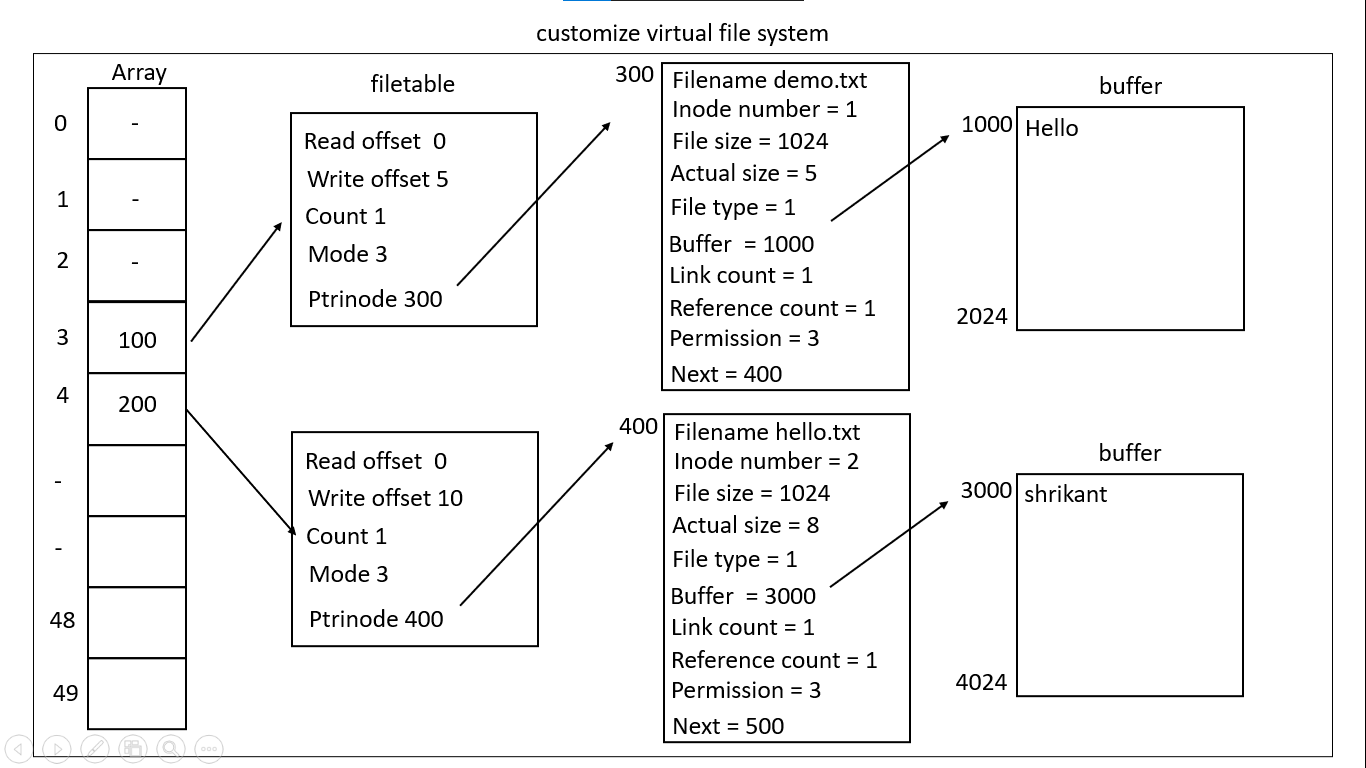 customize virtual file system
Array
0 -
1 -
2 -
3 100
4 200
-
-
48
49
filetable
Read offset 0
Write offset 5
Count 1
Mode 3
Ptrinode 300
Read offset 0
Write offset 10
Count 1
Mode 3
Ptrinode 400
300
Filename demo.txt
Inode number = 1
File size = 1024
Actual size = 5
File type = 1
Buffer = 1000
Link count = 1
Reference count = 1
Permission = 3
Next = 400
400
Filename hello.txt
Inode number = 2
File size = 1024
Actual size = 8
File type = 1
Buffer = 3000
Link count = 1
Reference count = 1
Permission = 3
Next = 500
buffer
1000 Hello
2024
buffer
3000 shrikant
4024